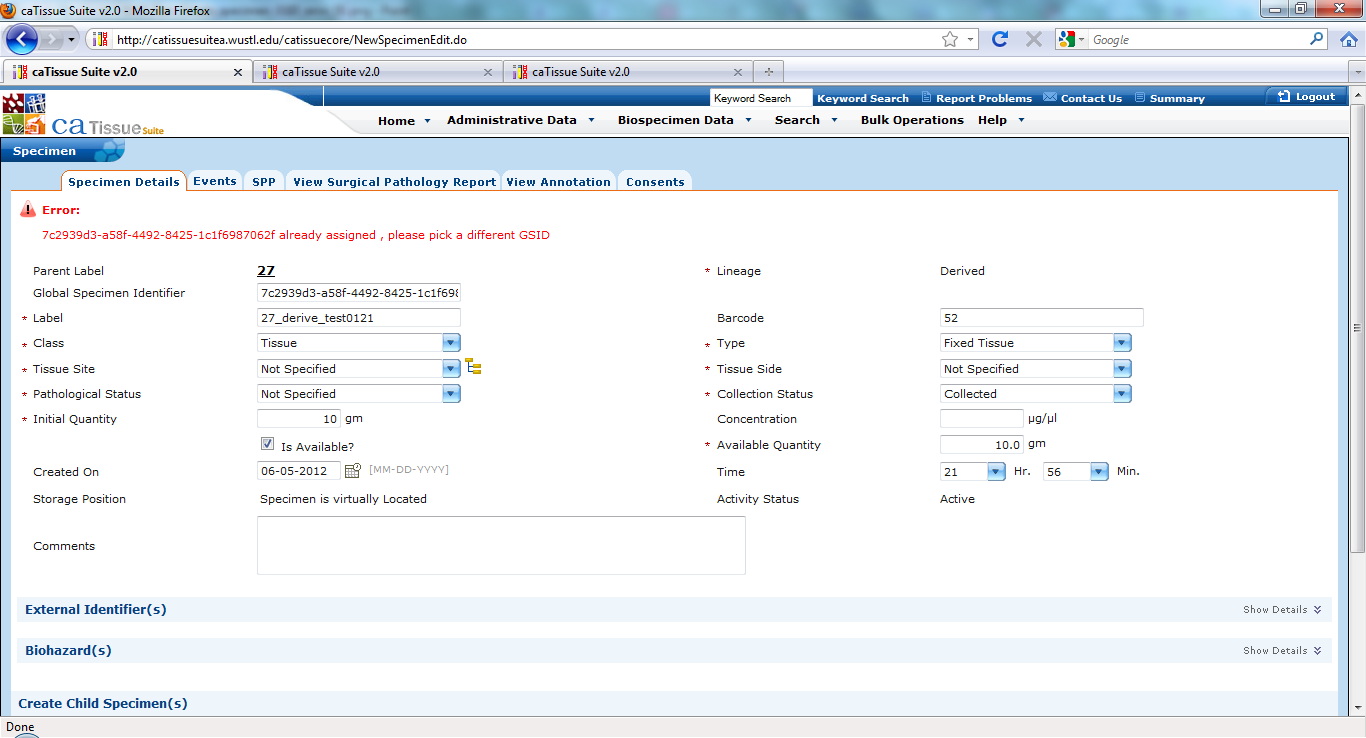 caTissue Suite v2.0 - Mozilla Firefox
http://catissuesuitea.wustl.edu/catissuecore/NewSpecimenEdit.do Google
caTissue Suite v2.0 caTissue Suite v2.0 caTissue Suite v2.0
Keyword Search Keyword Search Report Problems Contact Us Summary Logout
ca Tissue Suite Home Administrative Data Biospecimen Data Search Bulk Operations Help
Specimen
Specimen Details Events SPP View Surgical Pathology Report View Annotation Consents
Error:
7c2939d3-a58f-4492-8425-1c1f6987062f already assigned , please pick a different GSID
Parent Label 27 * Lineage Derived
Global Specimen Identifier 7c2939d3-a58f-4492-8425-1c1f698
* Label 27_derive_test0121 Barcode 52
* Class Tissue * Type Fixed Tissue
* Tissue Site Not Specified * Tissue Side Not Specified
* Pathological Status Not Specified * Collection Status Collected
* Initial Quantity 10 gm Concentration µg/µl
Is Available? * Available Quantity 10.0 gm
Created On 06-05-2012 [MM-DD-YYYY] Time 21 Hr. 56 Min.
Storage Position Specimen is virtually Located Activity Status Active
Comments
External Identifier(s) Show Details
Biohazard(s) Show Details
Create Child Specimen(s)
Done